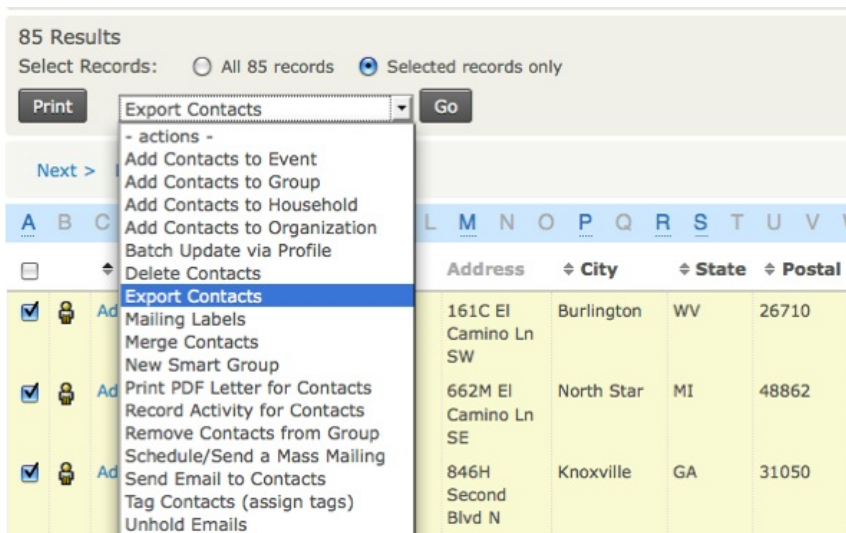 85 Results
Select Records: All 85 records Selected records only
Print Export Contacts Go
- actions -
Add Contacts to Event
Add Contacts to Group
Add Contacts to Household
Add Contacts to Organization
Batch Update via Profile
Delete Contacts
Export Contacts
Mailing Labels
Merge Contacts
New Smart Group
Print PDF Letter for Contacts
Record Activity for Contacts
Remove Contacts from Group
Schedule/Send a Mass Mailing
Send Email to Contacts
Tag Contacts (assign tags)
Unhold Emails
Next >
A B C L M N O P Q R S T U V
Address City State Postal
Ad 161C El Burlington WV 26710
Camino Ln
SW
Ad 662M El North Star MI 48862
Camino Ln
SE
Ad 846H Knoxville GA 31050
Second
Blvd N